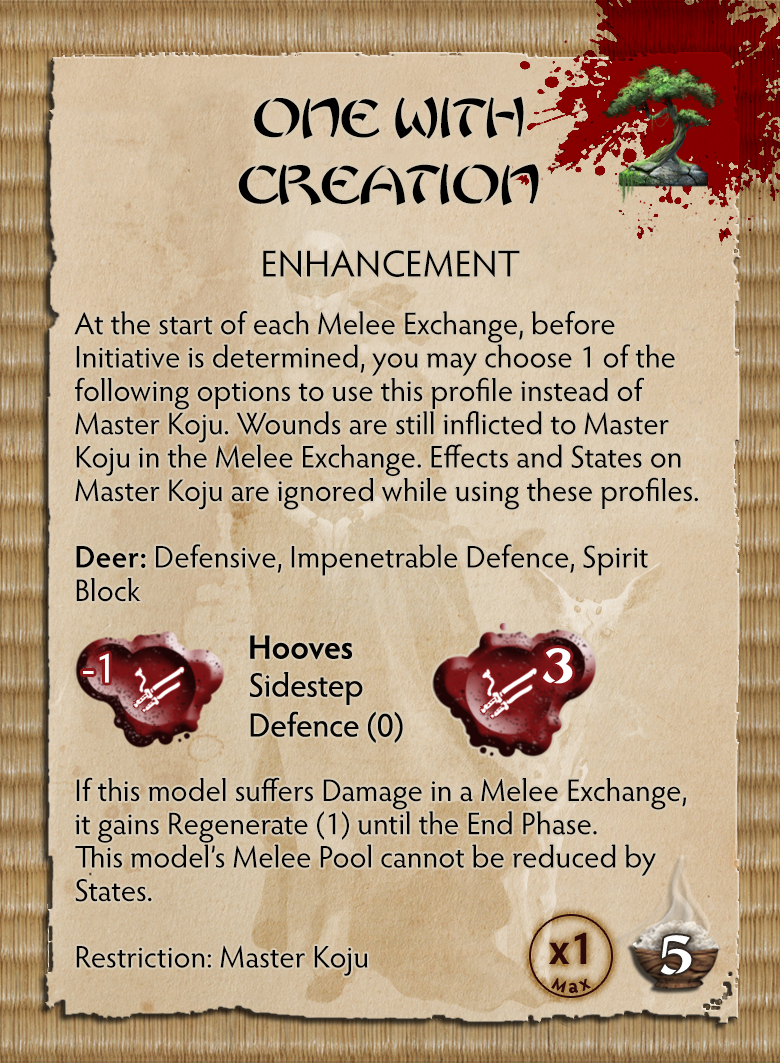 ONE WITH
CREATION
ENHANCEMENT
At the start of each Melee Exchange, before
Initiative is determined, you may choose 1 of the
following options to use this profile instead of
Master Koju. Wounds are still inflicted to Master
Koju in the Melee Exchange. Effects and States on
Master Koju are ignored while using these profiles.
Deer: Defensive, Impenetrable Defence, Spirit
Block
-1
Hooves
Sidestep
Defence (0)
3
If this model suffers Damage in a Melee Exchange,
it gains Regenerate (1) until the End Phase.
This model's Melee Pool cannot be reduced by
States.
Restriction: Master Koju
x1
Max
5